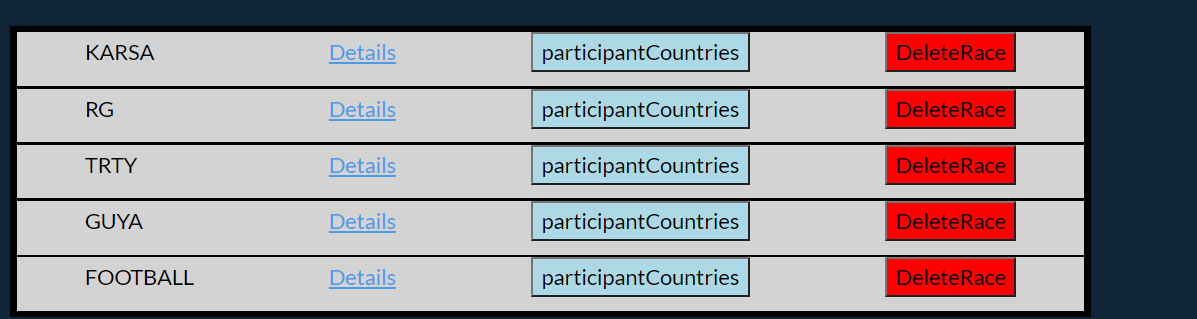 KARSA Details participantCountries DeleteRace
RG Details participantCountries DeleteRace
TRTY Details participantCountries DeleteRace
GUYA Details participantCountries DeleteRace
FOOTBALL Details participantCountries DeleteRace